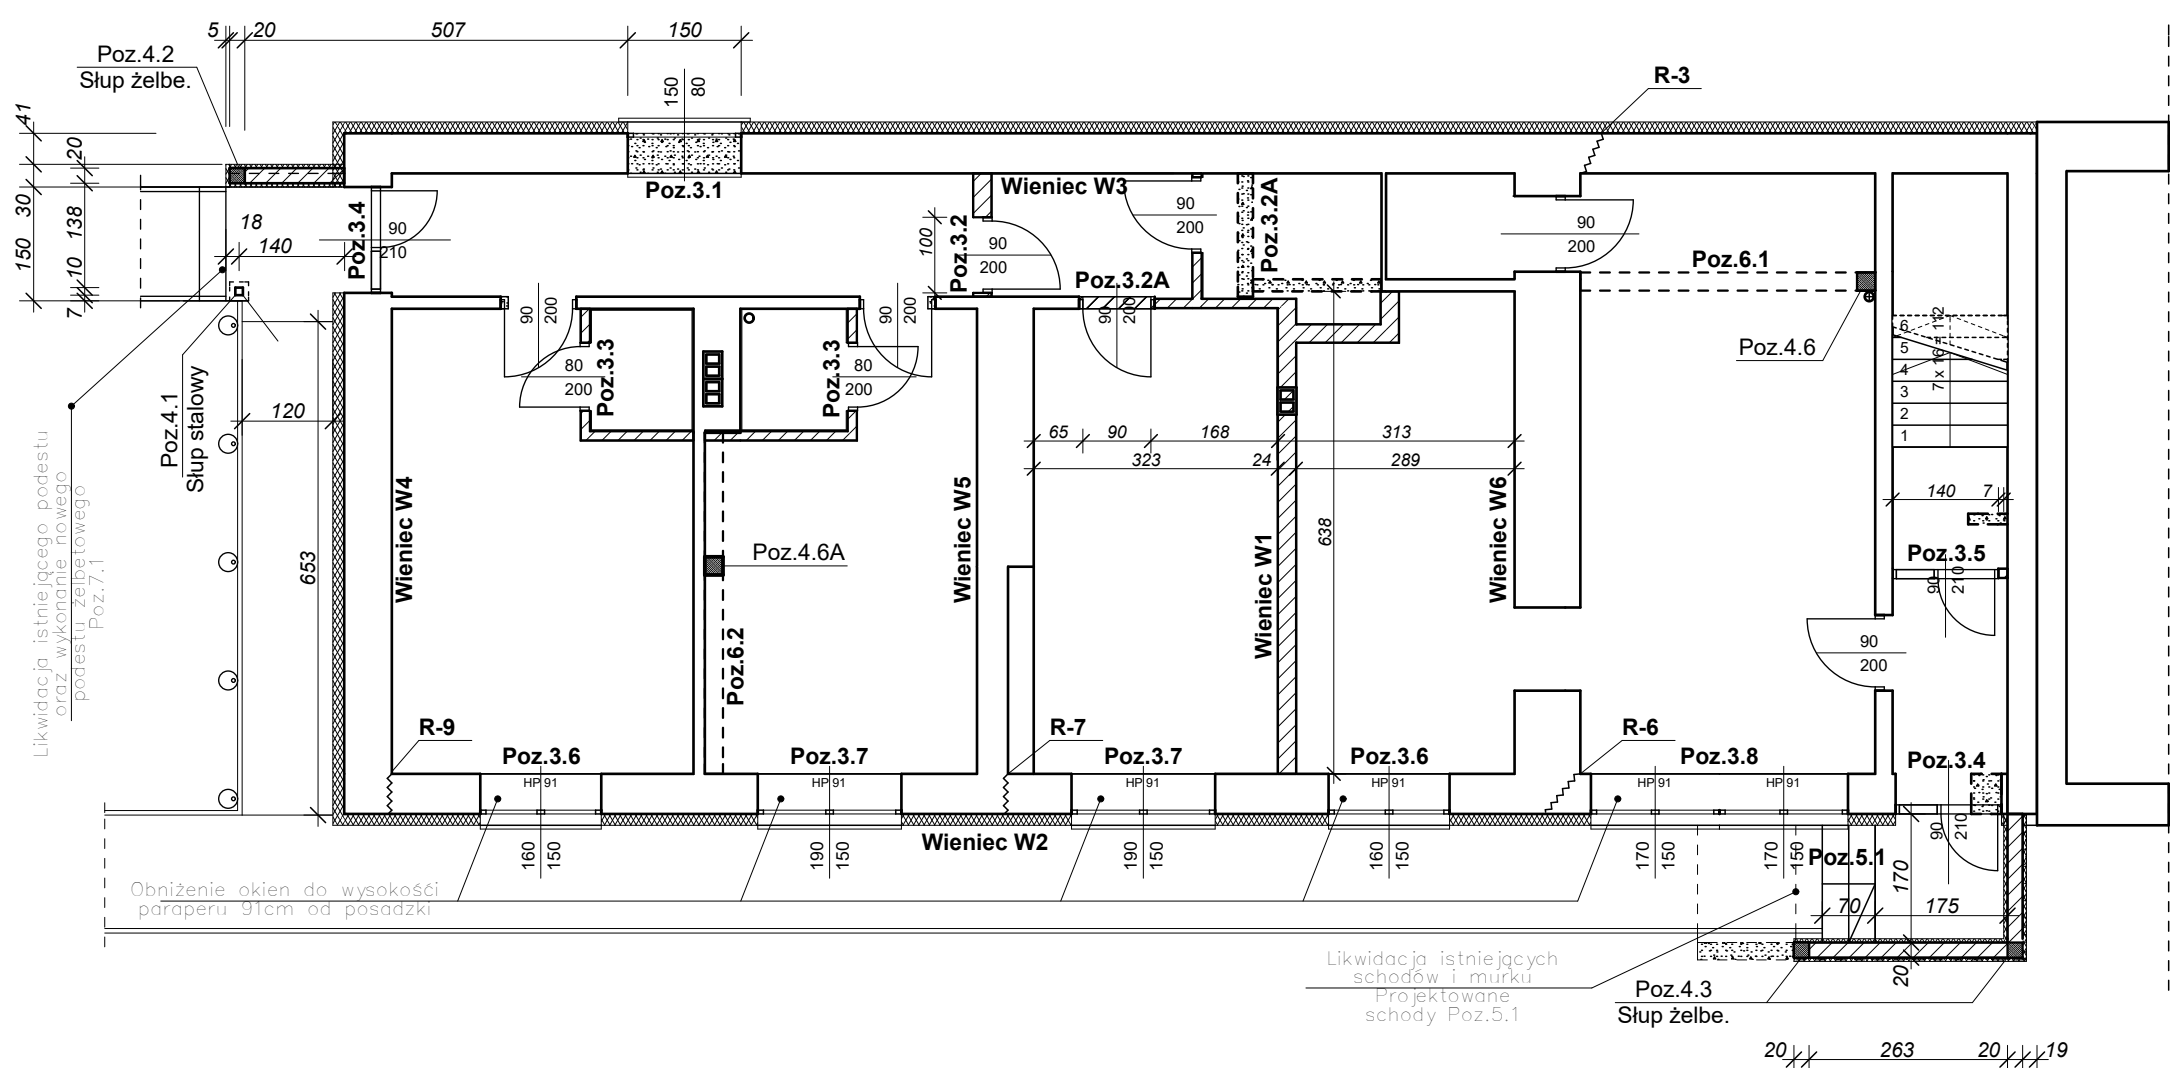 5
20
507
150
Poz.4.2
Słup żelbe.
150
80
R-3
41
20
30
138
150
10
7
18
140
Poz.3.4
90
210
Poz.3.1
Wieniec W3
100
Poz.3.2
90
200
90
200
Poz.3.2A
Poz.3.2A
90
200
Poz.6.1
Poz.4.6
90
200
80
200
Poz.3.3
80
200
Poz.3.3
90
200
90
200
6
5
4
3
2
1
7 x 16 = 112
Poz.4.1
Słup stalowy
120
653
Likwidacja istniejącego podestu
oraz wykonanie nowego
podestu żelbetowego
Poz.7.1
65
90
168
313
323
24
289
638
140
7
Wieniec W4
Wieniec W5
Wieniec W1
Wieniec W6
Poz.4.6A
Poz.6.2
Poz.3.5
90
210
90
200
R-9
Poz.3.6
HP 91
Poz.3.7
HP 91
R-7
Poz.3.7
HP 91
Poz.3.6
HP 91
R-6
Poz.3.8
HP 91
HP 91
Poz.3.4
90
210
Wieniec W2
160
150
190
150
190
150
160
150
170
150
170
150
Poz.5.1
170
70
175
20
Obniżenie okien do wysokośći
paraperu 91cm od posadzki
Likwidacja istniejących
schodów i murku
Projektowane
schody Poz.5.1
Poz.4.3
Słup żelbe.
20
263
20
19